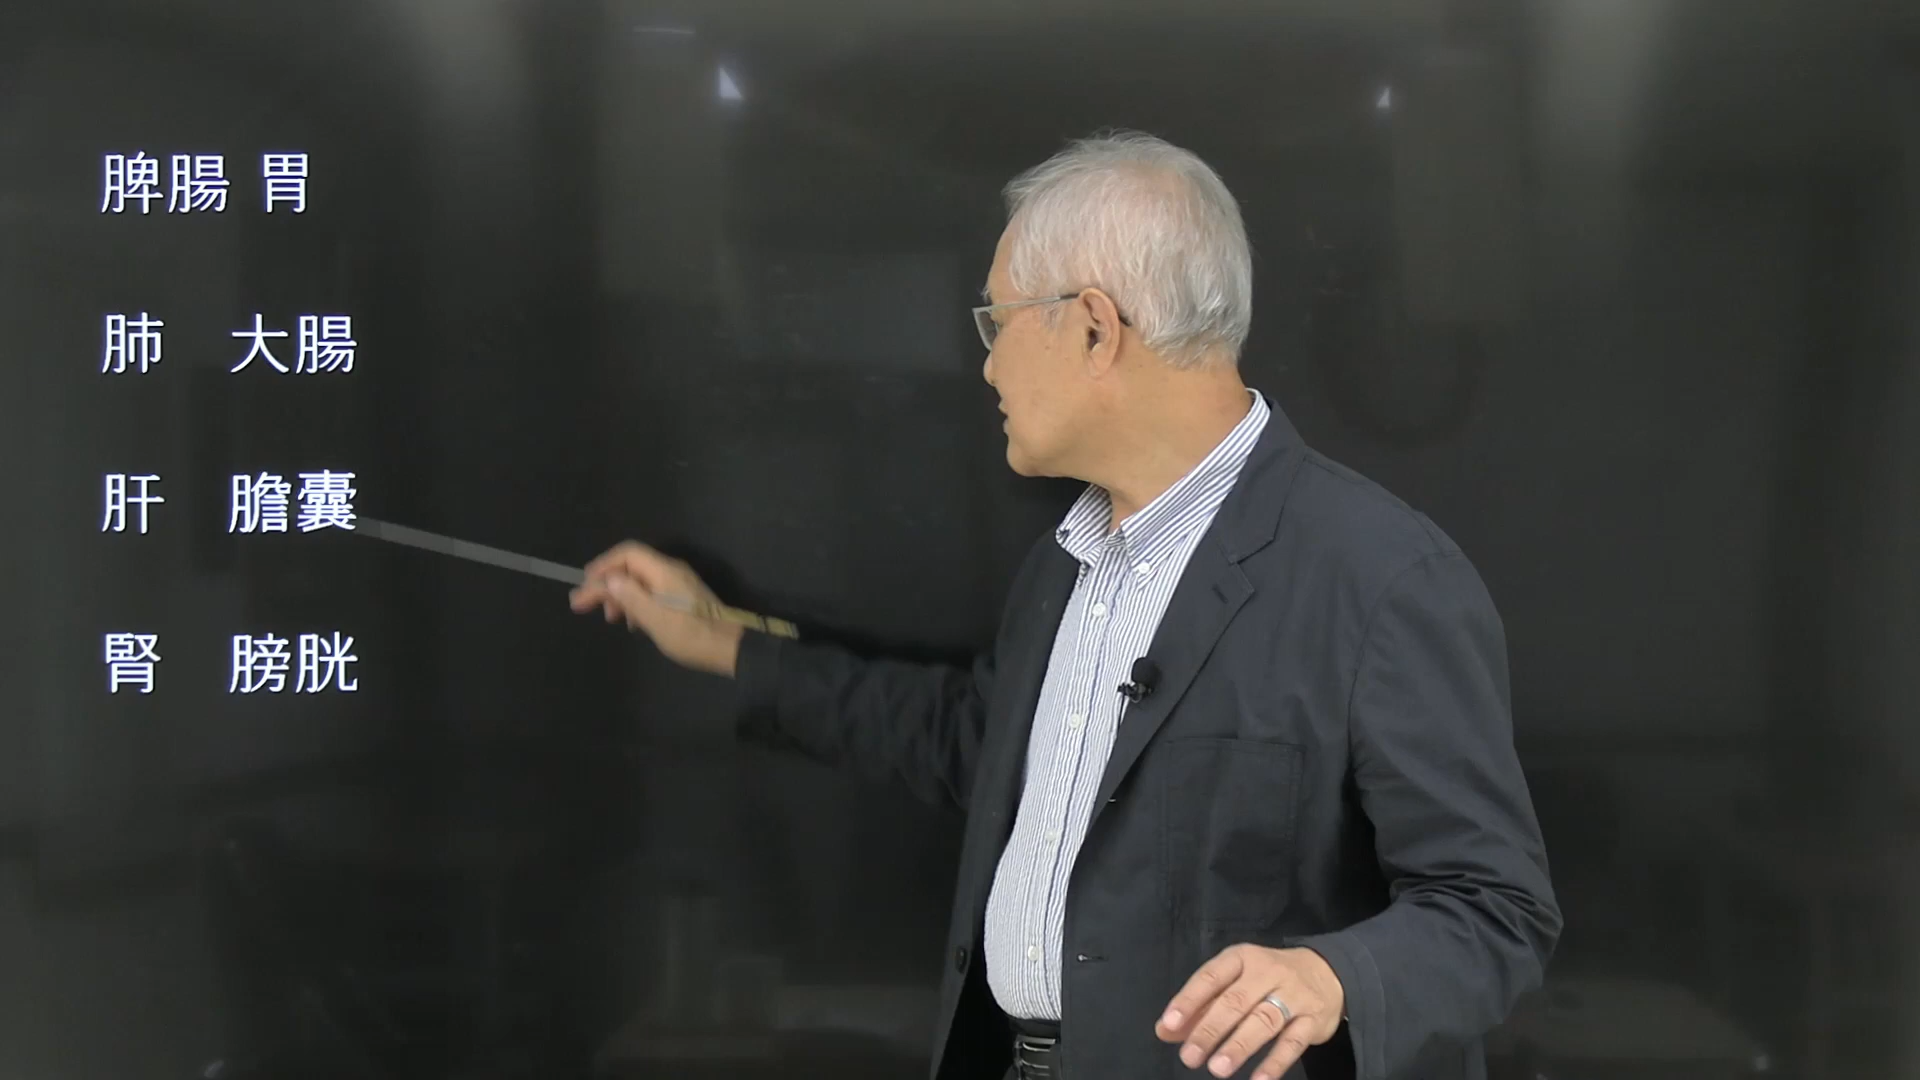 脾腸 胃
肺　大腸
肝　膽囊
腎　膀胱